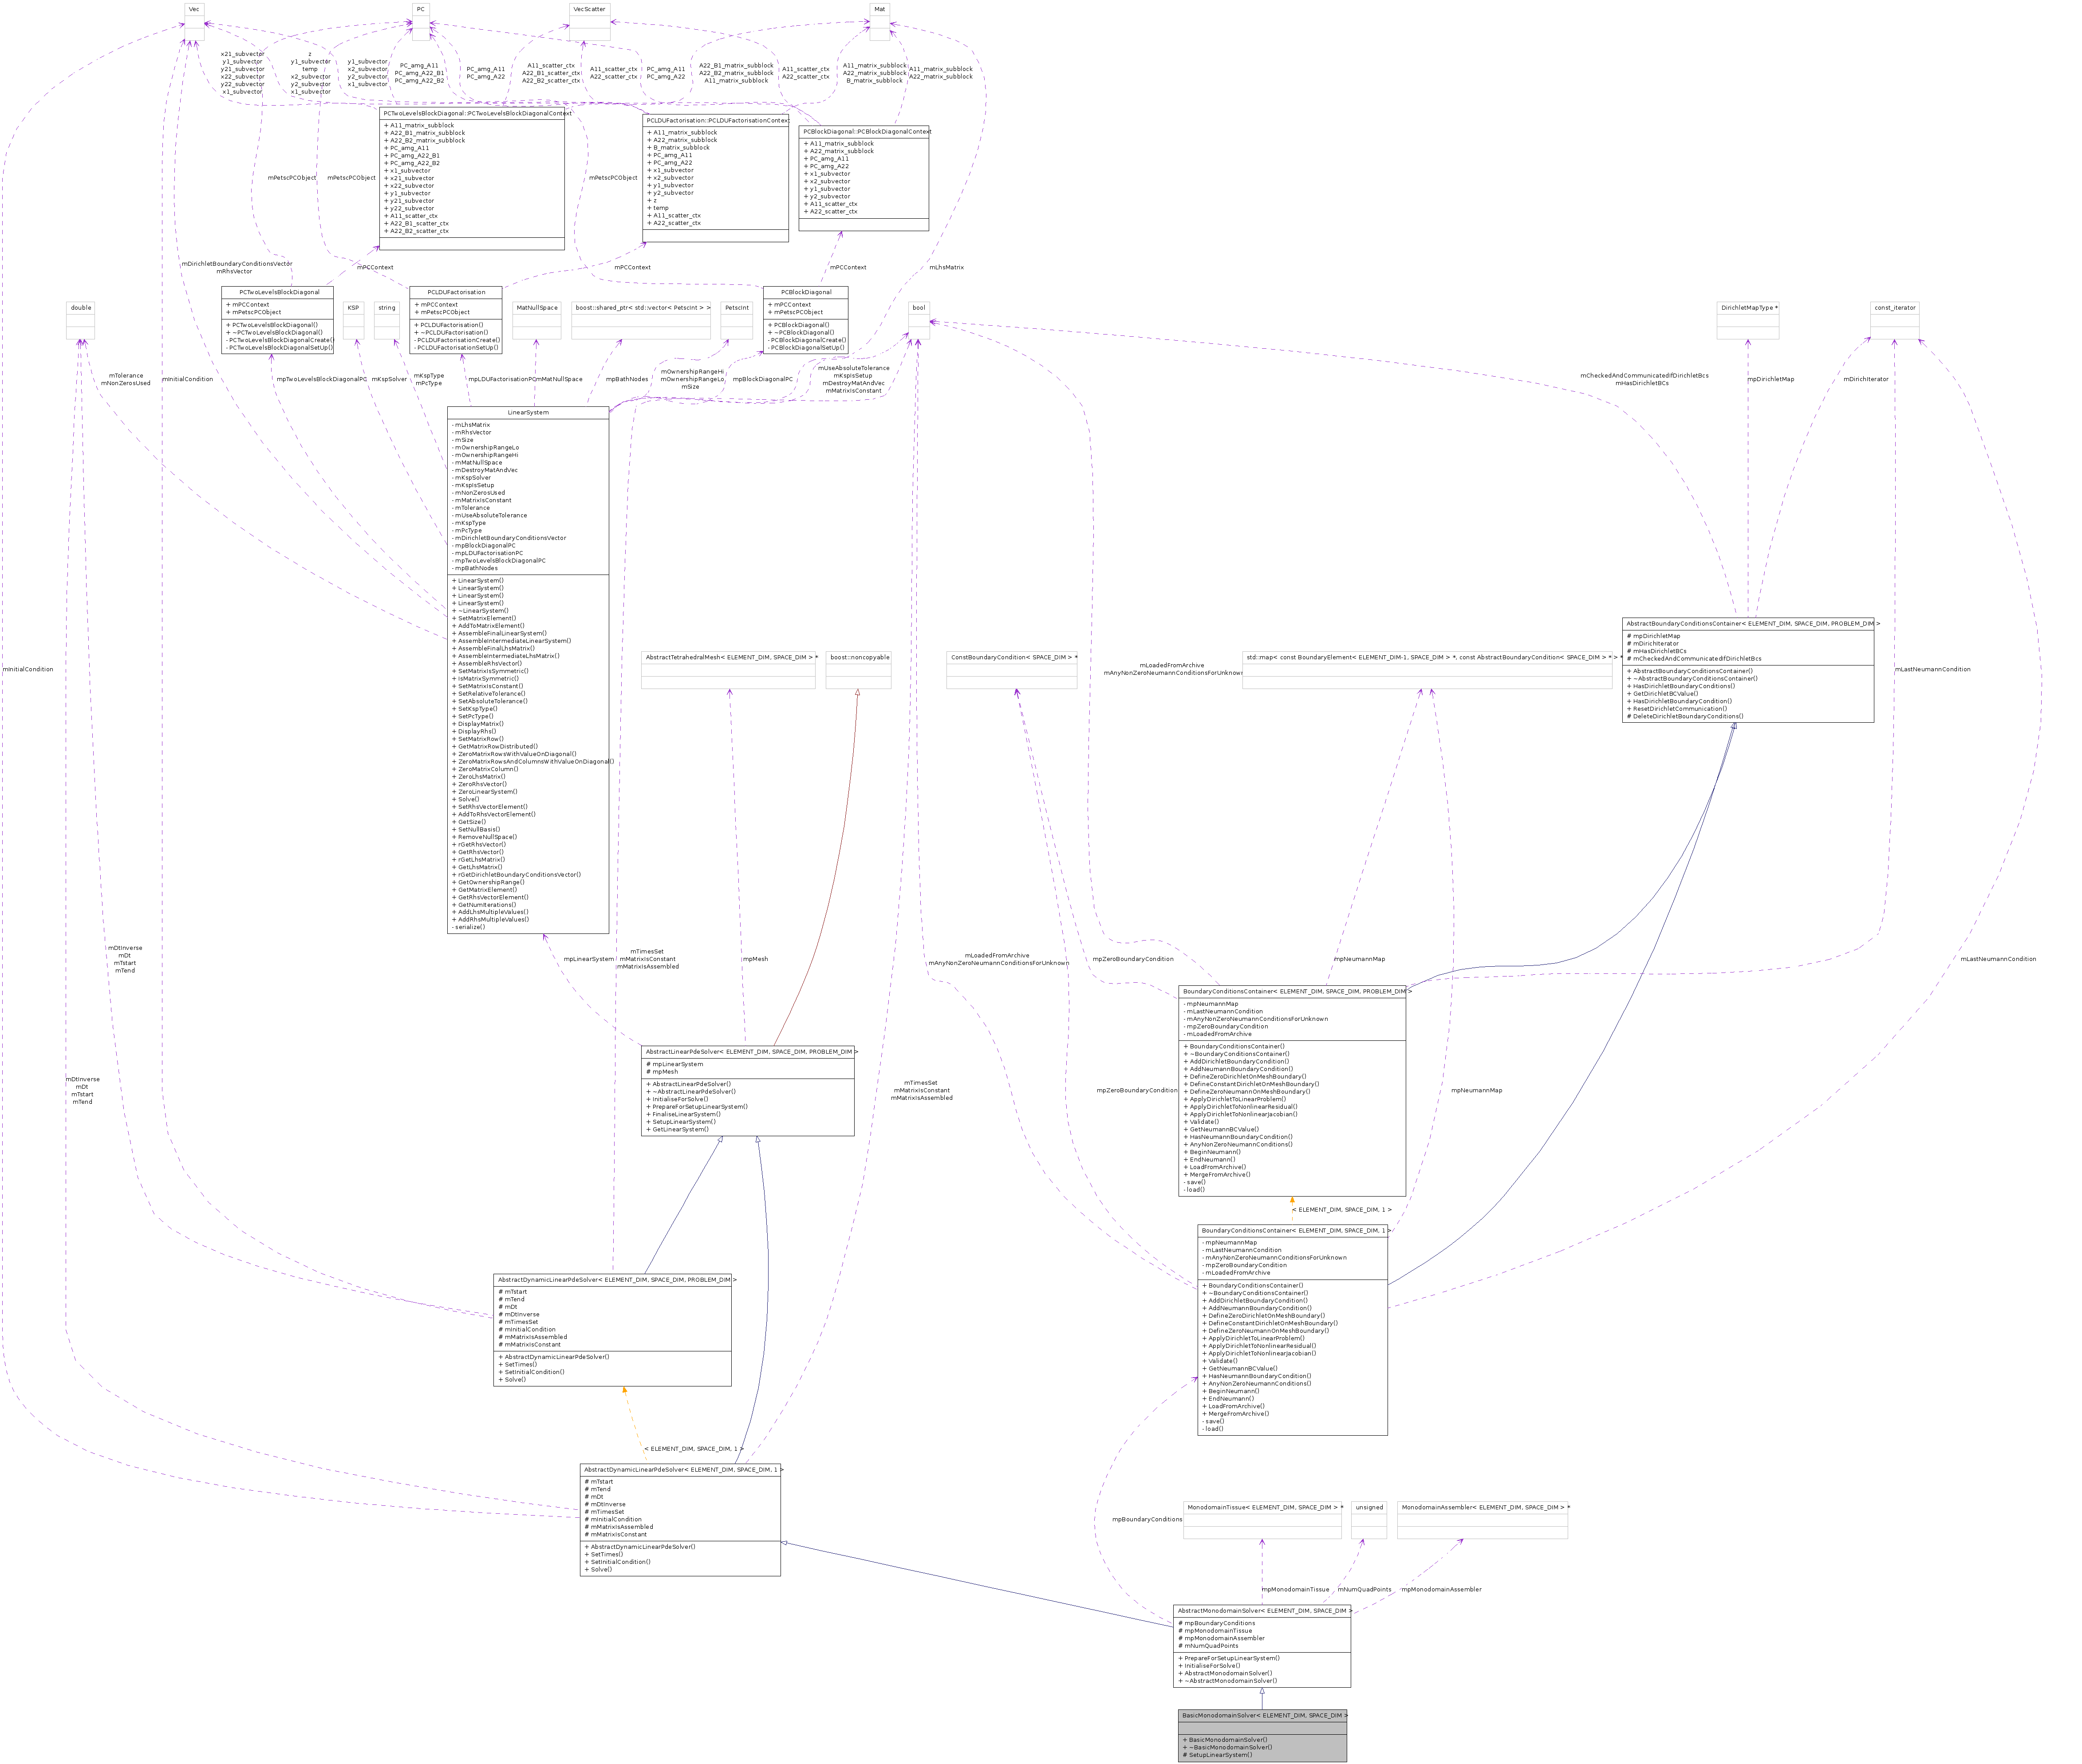 Vec
PC
VecScatter
Mat
x21_subvector
y1_subvector
y21_subvector
x22_subvector
y22_subvector
x1_subvector
z
y1_subvector
temp
x2_subvector
y2_subvector
x1_subvector
y1_subvector
x2_subvector
y2_subvector
x1_subvector
PC_amg_A11
PC_amg_A22_B1
PC_amg_A22_B2
PC_amg_A11
PC_amg_A22
A11_scatter_ctx
A22_B1_scatter_ctx
A22_B2_scatter_ctx
A11_scatter_ctx
A22_scatter_ctx
PC_amg_A11
PC_amg_A22
A22_B1_matrix_subblock
A22_B2_matrix_subblock
A11_matrix_subblock
A11_scatter_ctx
A22_scatter_ctx
A11_matrix_subblock
A22_matrix_subblock
B_matrix_subblock
A11_matrix_subblock
A22_matrix_subblock
PCTwoLevelsBlockDiagonal::PCTwoLevelsBlockDiagonalContext
+ A11_matrix_subblock
+ A22_B1_matrix_subblock
+ A22_B2_matrix_subblock
+ PC_amg_A11
+ PC_amg_A22_B1
+ PC_amg_A22_B2
+ x1_subvector
+ x21_subvector
+ x22_subvector
+ y1_subvector
+ y21_subvector
+ y22_subvector
+ A11_scatter_ctx
+ A22_B1_scatter_ctx
+ A22_B2_scatter_ctx
PCLDUFactorisation::PCLDUFactorisationContext
+ A11_matrix_subblock
+ A22_matrix_subblock
+ B_matrix_subblock
+ PC_amg_A11
+ PC_amg_A22
+ x1_subvector
+ x2_subvector
+ y1_subvector
+ y2_subvector
+ z
+ temp
+ A11_scatter_ctx
+ A22_scatter_ctx
PCBlockDiagonal::PCBlockDiagonalContext
+ A11_matrix_subblock
+ A22_matrix_subblock
+ PC_amg_A11
+ PC_amg_A22
+ x1_subvector
+ x2_subvector
+ y1_subvector
+ y2_subvector
+ A11_scatter_ctx
+ A22_scatter_ctx
mPetscPCObject
mPetscPCObject
mPetscPCObject
mDirichletBoundaryConditionsVector
mRhsVector
mPCContext
mPCContext
mPCContext
mLhsMatrix
double
PCTwoLevelsBlockDiagonal
+ mPCContext
+ mPetscPCObject
+ PCTwoLevelsBlockDiagonal()
+ ~PCTwoLevelsBlockDiagonal()
- PCTwoLevelsBlockDiagonalCreate()
- PCTwoLevelsBlockDiagonalSetUp()
KSP
string
PCLDUFactorisation
+ mPCContext
+ mPetscPCObject
+ PCLDUFactorisation()
+ ~PCLDUFactorisation()
- PCLDUFactorisationCreate()
- PCLDUFactorisationSetUp()
MatNullSpace
boost::shared_ptr< std::vector< PetscInt > >
PetscInt
PCBlockDiagonal
+ mPCContext
+ mPetscPCObject
+ PCBlockDiagonal()
+ ~PCBlockDiagonal()
- PCBlockDiagonalCreate()
- PCBlockDiagonalSetUp()
bool
DirichletMapType *
const_iterator
mTolerance
mNonZerosUsed
mInitialCondition
mpTwoLevelsBlockDiagonalPC
mKspSolver
mKspType
mPcType
mpLDUFactorisationPC
mMatNullSpace
mpBathNodes
mOwnershipRangeHi
mOwnershipRangeLo
mSize
mpBlockDiagonalPC
mUseAbsoluteTolerance
mKspIsSetup
mDestroyMatAndVec
mMatrixIsConstant
mCheckedAndCommunicatedIfDirichletBcs
mHasDirichletBCs
mpDirichletMap
mDirichIterator
LinearSystem
- mLhsMatrix
- mRhsVector
- mSize
- mOwnershipRangeLo
- mOwnershipRangeHi
- mMatNullSpace
- mDestroyMatAndVec
- mKspSolver
- mKspIsSetup
- mNonZerosUsed
- mMatrixIsConstant
- mTolerance
- mUseAbsoluteTolerance
- mKspType
- mPcType
- mDirichletBoundaryConditionsVector
- mpBlockDiagonalPC
- mpLDUFactorisationPC
- mpTwoLevelsBlockDiagonalPC
- mpBathNodes
+ LinearSystem()
+ LinearSystem()
+ LinearSystem()
+ LinearSystem()
+ ~LinearSystem()
+ SetMatrixElement()
+ AddToMatrixElement()
+ AssembleFinalLinearSystem()
+ AssembleIntermediateLinearSystem()
+ AssembleFinalLhsMatrix()
+ AssembleIntermediateLhsMatrix()
+ AssembleRhsVector()
+ SetMatrixIsSymmetric()
+ IsMatrixSymmetric()
+ SetMatrixIsConstant()
+ SetRelativeTolerance()
+ SetAbsoluteTolerance()
+ SetKspType()
+ SetPcType()
+ DisplayMatrix()
+ DisplayRhs()
+ SetMatrixRow()
+ GetMatrixRowDistributed()
+ ZeroMatrixRowsWithValueOnDiagonal()
+ ZeroMatrixRowsAndColumnsWithValueOnDiagonal()
+ ZeroMatrixColumn()
+ ZeroLhsMatrix()
+ ZeroRhsVector()
+ ZeroLinearSystem()
+ Solve()
+ SetRhsVectorElement()
+ AddToRhsVectorElement()
+ GetSize()
+ SetNullBasis()
+ RemoveNullSpace()
+ rGetRhsVector()
+ GetRhsVector()
+ rGetLhsMatrix()
+ GetLhsMatrix()
+ rGetDirichletBoundaryConditionsVector()
+ GetOwnershipRange()
+ GetMatrixElement()
+ GetRhsVectorElement()
+ GetNumIterations()
+ AddLhsMultipleValues()
+ AddRhsMultipleValues()
- serialize()
AbstractBoundaryConditionsContainer< ELEMENT_DIM, SPACE_DIM, PROBLEM_DIM >
# mpDirichletMap
# mDirichIterator
# mHasDirichletBCs
# mCheckedAndCommunicatedIfDirichletBcs
+ AbstractBoundaryConditionsContainer()
+ ~AbstractBoundaryConditionsContainer()
+ HasDirichletBoundaryConditions()
+ GetDirichletBCValue()
+ HasDirichletBoundaryCondition()
+ ResetDirichletCommunication()
# DeleteDirichletBoundaryConditions()
mInitialCondition
AbstractTetrahedralMesh< ELEMENT_DIM, SPACE_DIM > *
boost::noncopyable
ConstBoundaryCondition< SPACE_DIM > *
mLoadedFromArchive
mAnyNonZeroNeumannConditionsForUnknown
std::map< const BoundaryElement< ELEMENT_DIM-1, SPACE_DIM > *, const AbstractBoundaryCondition< SPACE_DIM > * > *
mLastNeumannCondition
mDtInverse
mDt
mTstart
mTend
mpLinearSystem
mTimesSet
mMatrixIsConstant
mMatrixIsAssembled
mpMesh
mLoadedFromArchive
mAnyNonZeroNeumannConditionsForUnknown
mpZeroBoundaryCondition
mpNeumannMap
mLastNeumannCondition
BoundaryConditionsContainer< ELEMENT_DIM, SPACE_DIM, PROBLEM_DIM >
- mpNeumannMap
- mLastNeumannCondition
- mAnyNonZeroNeumannConditionsForUnknown
- mpZeroBoundaryCondition
- mLoadedFromArchive
+ BoundaryConditionsContainer()
+ ~BoundaryConditionsContainer()
+ AddDirichletBoundaryCondition()
+ AddNeumannBoundaryCondition()
+ DefineZeroDirichletOnMeshBoundary()
+ DefineConstantDirichletOnMeshBoundary()
+ DefineZeroNeumannOnMeshBoundary()
+ ApplyDirichletToLinearProblem()
+ ApplyDirichletToNonlinearResidual()
+ ApplyDirichletToNonlinearJacobian()
+ Validate()
+ GetNeumannBCValue()
+ HasNeumannBoundaryCondition()
+ AnyNonZeroNeumannConditions()
+ BeginNeumann()
+ EndNeumann()
+ LoadFromArchive()
+ MergeFromArchive()
- save()
- load()
AbstractLinearPdeSolver< ELEMENT_DIM, SPACE_DIM, PROBLEM_DIM >
# mpLinearSystem
# mpMesh
+ AbstractLinearPdeSolver()
+ ~AbstractLinearPdeSolver()
+ InitialiseForSolve()
+ PrepareForSetupLinearSystem()
+ FinaliseLinearSystem()
+ SetupLinearSystem()
+ GetLinearSystem()
mDtInverse
mDt
mTstart
mTend
mTimesSet
mMatrixIsConstant
mMatrixIsAssembled
mpZeroBoundaryCondition
mpNeumannMap
< ELEMENT_DIM, SPACE_DIM, 1 >
BoundaryConditionsContainer< ELEMENT_DIM, SPACE_DIM, 1 >
- mpNeumannMap
- mLastNeumannCondition
- mAnyNonZeroNeumannConditionsForUnknown
- mpZeroBoundaryCondition
- mLoadedFromArchive
+ BoundaryConditionsContainer()
+ ~BoundaryConditionsContainer()
+ AddDirichletBoundaryCondition()
+ AddNeumannBoundaryCondition()
+ DefineZeroDirichletOnMeshBoundary()
+ DefineConstantDirichletOnMeshBoundary()
+ DefineZeroNeumannOnMeshBoundary()
+ ApplyDirichletToLinearProblem()
+ ApplyDirichletToNonlinearResidual()
+ ApplyDirichletToNonlinearJacobian()
+ Validate()
+ GetNeumannBCValue()
+ HasNeumannBoundaryCondition()
+ AnyNonZeroNeumannConditions()
+ BeginNeumann()
+ EndNeumann()
+ LoadFromArchive()
+ MergeFromArchive()
- save()
- load()
AbstractDynamicLinearPdeSolver< ELEMENT_DIM, SPACE_DIM, PROBLEM_DIM >
# mTstart
# mTend
# mDt
# mDtInverse
# mTimesSet
# mInitialCondition
# mMatrixIsAssembled
# mMatrixIsConstant
+ AbstractDynamicLinearPdeSolver()
+ SetTimes()
+ SetInitialCondition()
+ Solve()
< ELEMENT_DIM, SPACE_DIM, 1 >
AbstractDynamicLinearPdeSolver< ELEMENT_DIM, SPACE_DIM, 1 >
# mTstart
# mTend
# mDt
# mDtInverse
# mTimesSet
# mInitialCondition
# mMatrixIsAssembled
# mMatrixIsConstant
+ AbstractDynamicLinearPdeSolver()
+ SetTimes()
+ SetInitialCondition()
+ Solve()
mpBoundaryConditions
MonodomainTissue< ELEMENT_DIM, SPACE_DIM > *
unsigned
MonodomainAssembler< ELEMENT_DIM, SPACE_DIM > *
mpMonodomainTissue
mNumQuadPoints
mpMonodomainAssembler
AbstractMonodomainSolver< ELEMENT_DIM, SPACE_DIM >
# mpBoundaryConditions
# mpMonodomainTissue
# mpMonodomainAssembler
# mNumQuadPoints
+ PrepareForSetupLinearSystem()
+ InitialiseForSolve()
+ AbstractMonodomainSolver()
+ ~AbstractMonodomainSolver()
BasicMonodomainSolver< ELEMENT_DIM, SPACE_DIM >
+ BasicMonodomainSolver()
+ ~BasicMonodomainSolver()
# SetupLinearSystem()